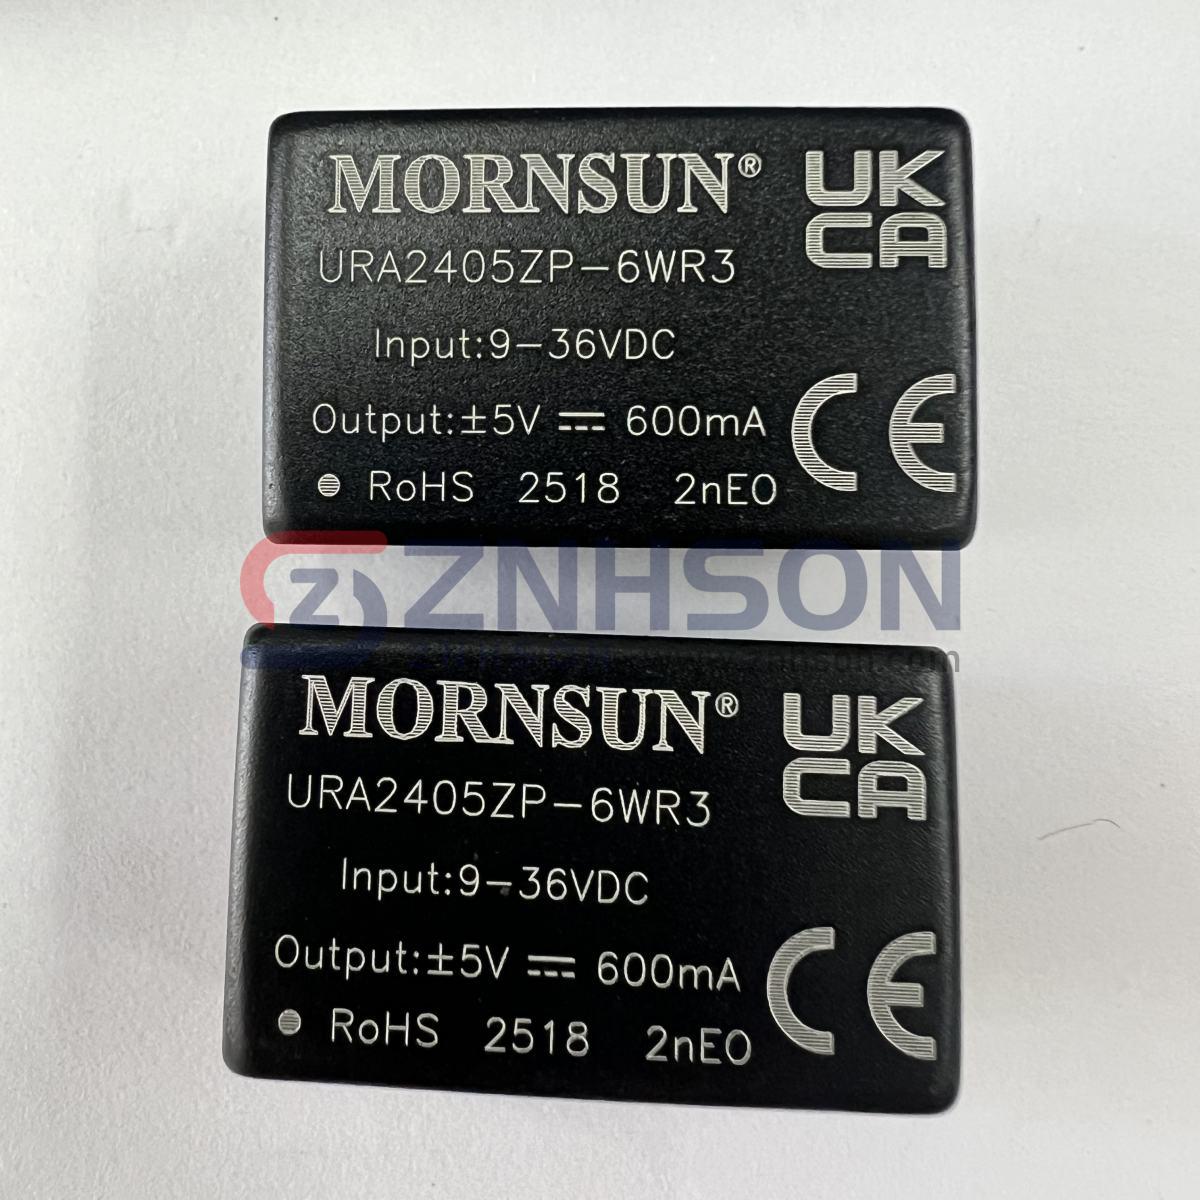 MORNSUN®
UK
CA
URA2405ZP-6WR3
Input:9-36VDC
Output:±5V ⎓ 600mA
CE
RoHS 2518 2nEO
ZNHSON
MORNSUN®
UK
CA
URA2405ZP-6WR3
Input:9-36VDC
Output:±5V ⎓ 600mA
CE
RoHS 2518 2nEO